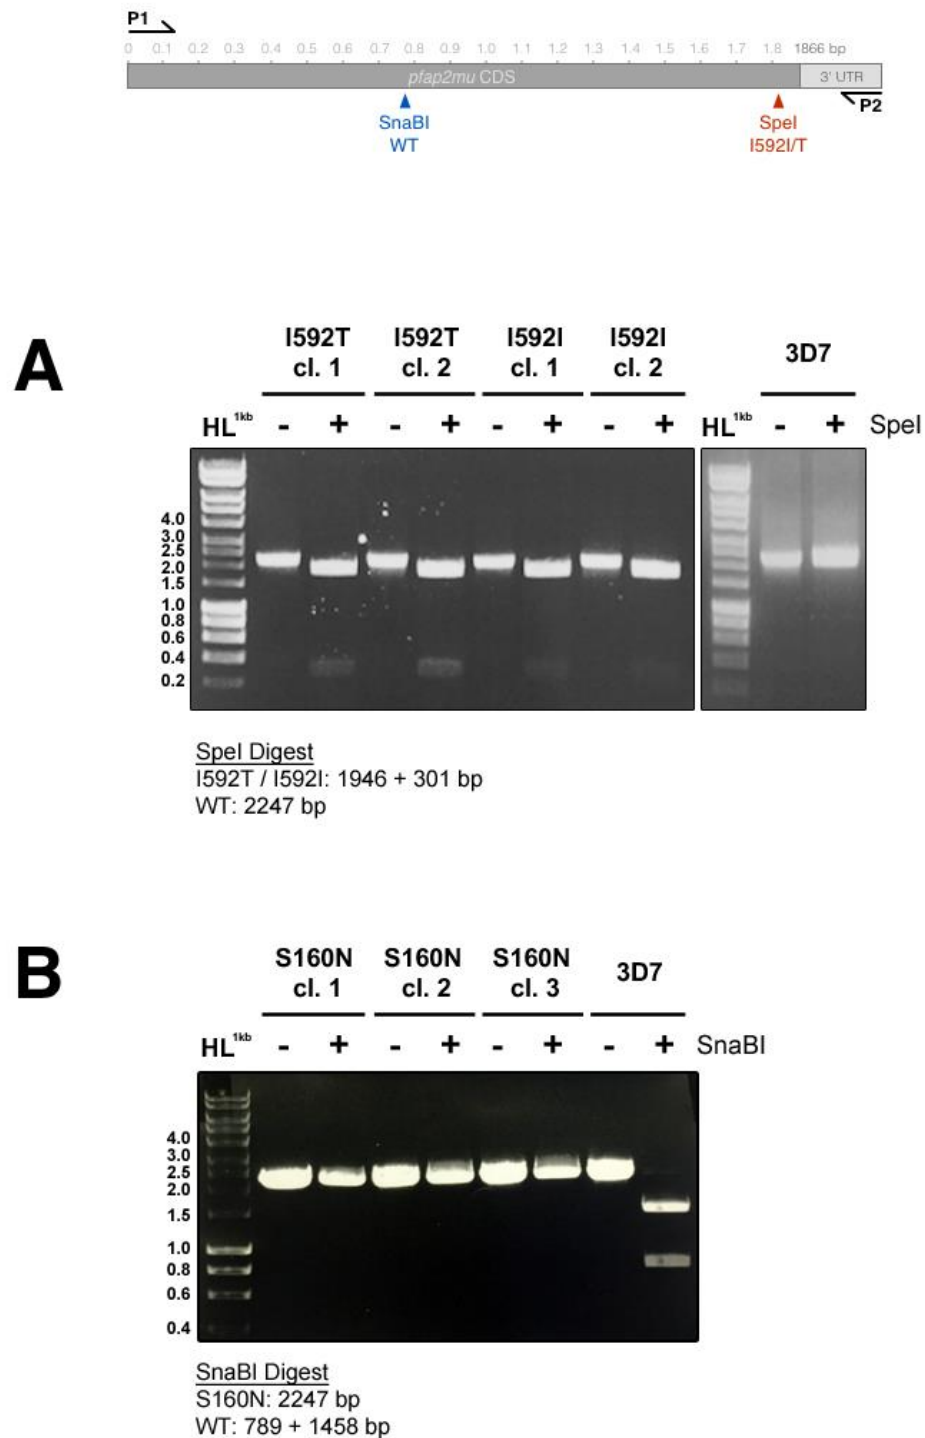 P1
0 0.1 0.2 0.3 0.4 0.5 0.6 0.7 0.8 0.9 1.0 1.1 1.2 1.3 1.4 1.5 1.6 1.7 1.8 1866 bp
pfap2mu CDS 3' UTR
P2
SnaBI SpeI
WT I592I/T
A
I592T I592T I592I I592I 3D7
cl. 1 cl. 2 cl. 1 cl. 2
HL1kb - + - + - + - + HL1kb - + SpeI
4.0
3.0
2.5
2.0
1.5
1.0
0.8
0.6
0.4
0.2
SpeI Digest
I592T / I592I: 1946 + 301 bp
WT: 2247 bp
B
S160N S160N S160N 3D7
cl. 1 cl. 2 cl. 3
HL1kb - + - + - + - + SnaBI
4.0
3.0
2.5
2.0
1.5
1.0
0.8
0.6
0.4
SnaBI Digest
S160N: 2247 bp
WT: 789 + 1458 bp